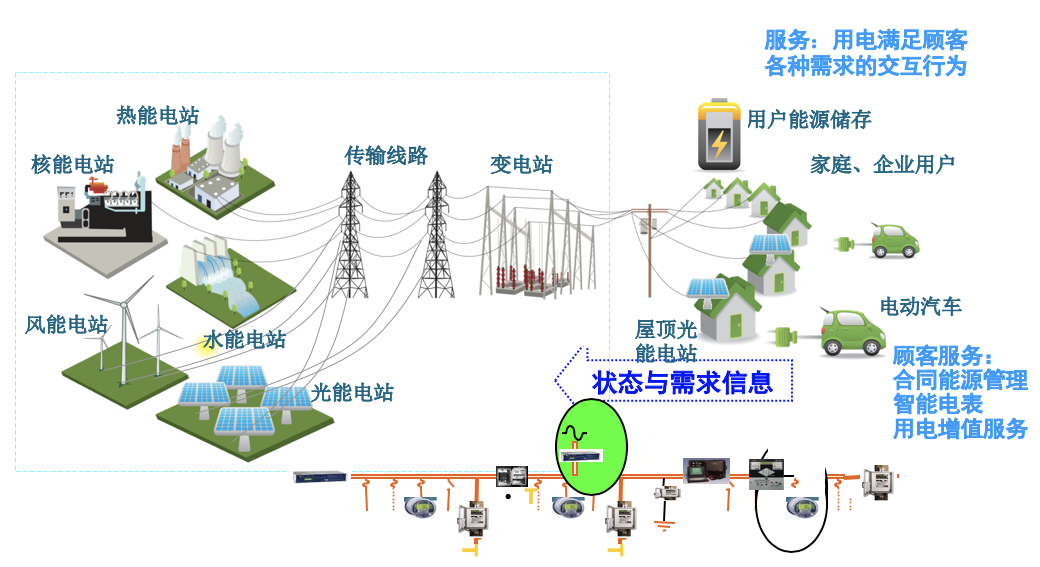 服务：用电满足顾客
各种需求的交互行为
热能电站
用户能源储存
核能电站
传输线路
变电站
家庭、企业用户
风能电站
水能电站
屋顶光
能电站
电动汽车
顾客服务：
合同能源管理
智能电表
用电增值服务
状态与需求信息
光能电站